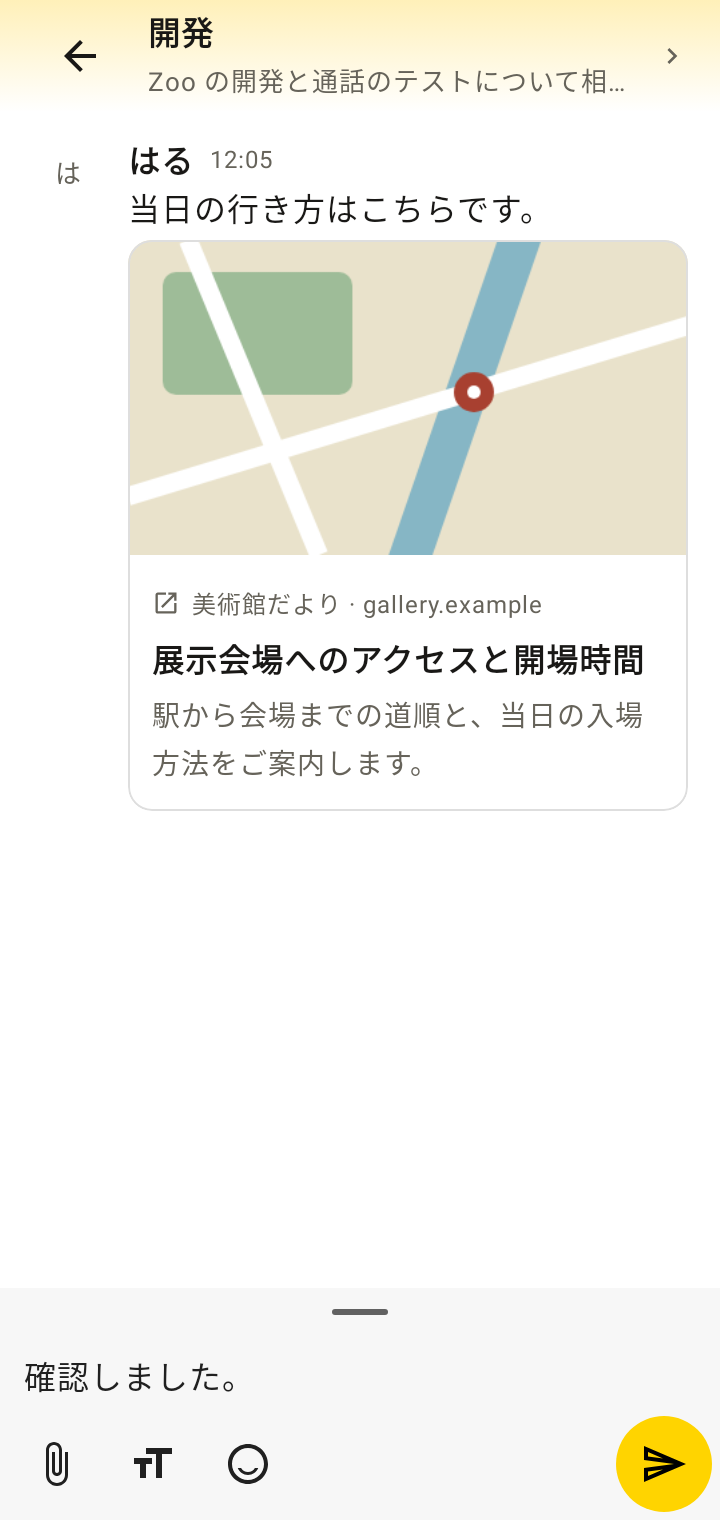 開発
Zoo の開発と通話のテストについて相…
は
はる 12:05
当日の行き方はこちらです。
美術館だより · gallery.example
展示会場へのアクセスと開場時間
駅から会場までの道順と、当日の入場
方法をご案内します。
確認しました。